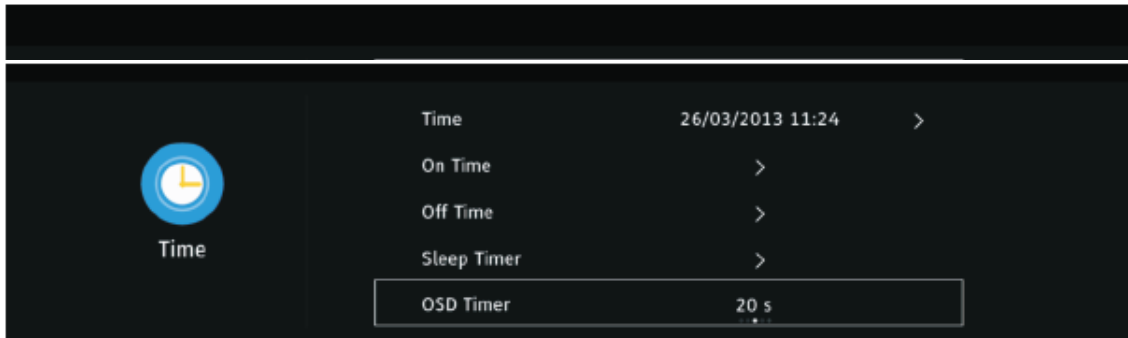 Time
Time 26/03/2013 11:24 >
On Time >
Off Time >
Sleep Timer >
OSD Timer 20 s